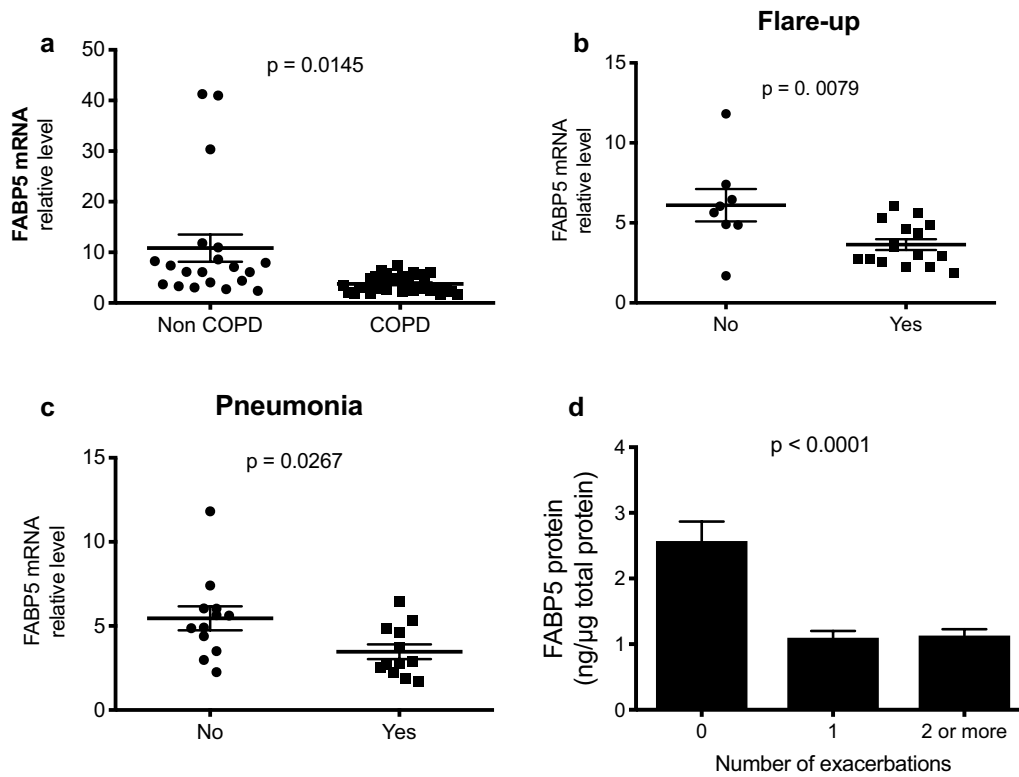 a
p = 0.0145
FABP5 mRNA
relative level
50
40
30
20
10
0
Non COPD
COPD
b
Flare-up
p = 0. 0079
FABP5 mRNA
relative level
15
10
5
0
No
Yes
c
Pneumonia
p = 0.0267
FABP5 mRNA
relative level
15
10
5
0
No
Yes
d
p < 0.0001
FABP5 protein
(ng/µg total protein)
4
3
2
1
0
0
1
2 or more
Number of exacerbations